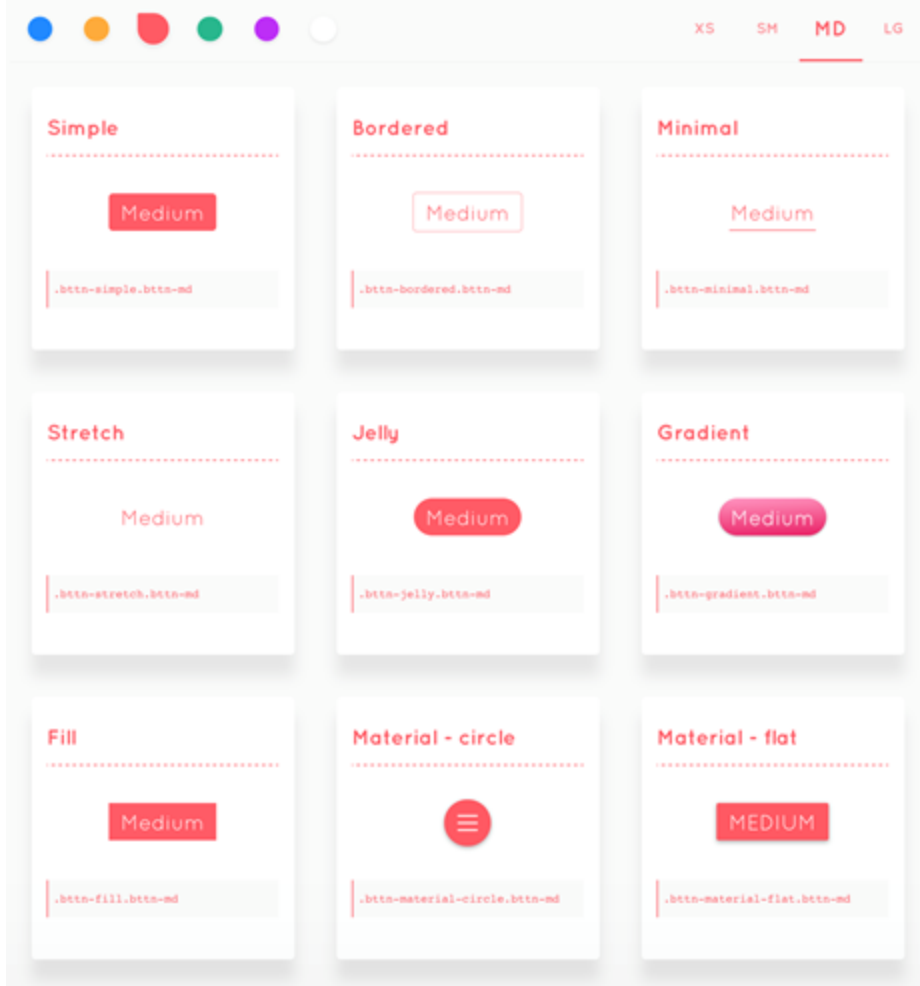 XS SM MD LG
Simple
Medium
.bttn-simple.bttn-md
Bordered
Medium
.bttn-bordered.bttn-md
Minimal
Medium
.bttn-minimal.bttn-md
Stretch
Medium
.bttn-stretch.bttn-md
Jelly
Medium
.bttn-jelly.bttn-md
Gradient
Medium
.bttn-gradient.bttn-md
Fill
Medium
.bttn-fill.bttn-md
Material - circle
.bttn-material-circle.bttn-md
Material - flat
MEDIUM
.bttn-material-flat.bttn-md